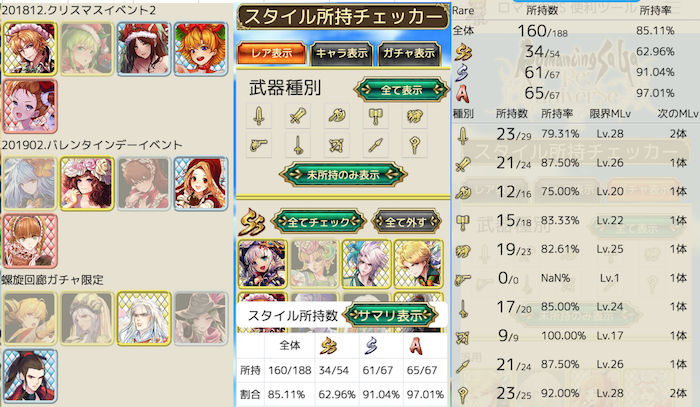 201812.クリスマスイベント2
201902.バレンタインデーイベント
螺旋回廊ガチャ限定
スタイル所持チェッカー
レア表示 キャラ表示 ガチャ表示
武器種別 全て表示
未所持のみ表示
SS 全てチェック 全て外す
スタイル所持数 サマリ表示
全体 SS S A
所持 160/188 34/54 61/67 65/67
割合 85.11% 62.96% 91.04% 97.01%
Rare 所持数 所持率
全体 160/188 85.11%
SS 34/54 62.96%
S 61/67 91.04%
A 65/67 97.01%
種別 所持数 所持率 限界MLv 次のMLv
23/29 79.31% Lv.28 2体
21/24 87.50% Lv.26 1体
12/16 75.00% Lv.20 2体
15/18 83.33% Lv.22 1体
19/23 82.61% Lv.25 1体
0/0 NaN% Lv.1 1体
17/20 85.00% Lv.24 1体
9/9 100.00% Lv.17 1体
21/24 87.50% Lv.26 1体
23/25 92.00% Lv.28 2体